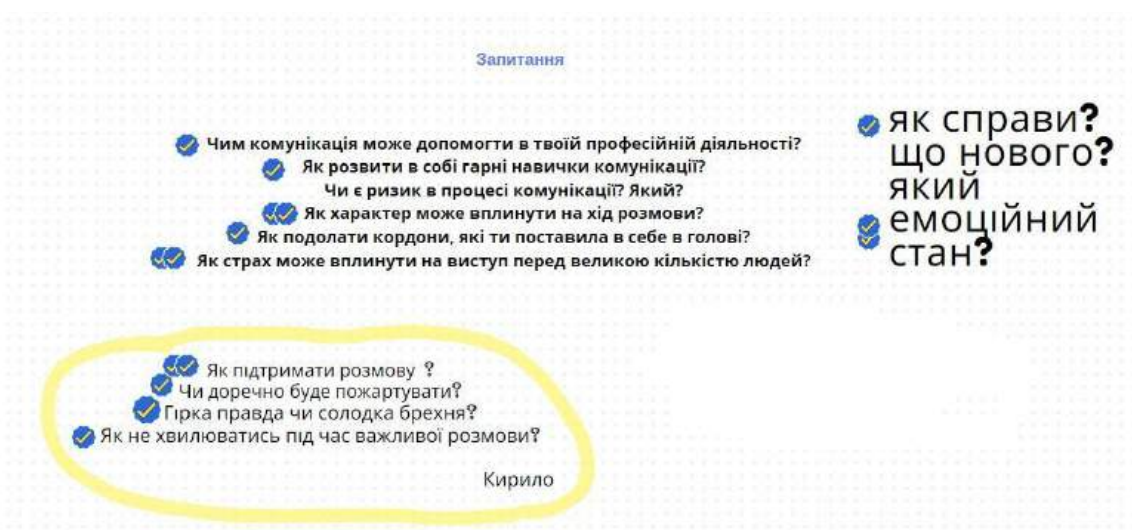 Запитання
Чим комунікація може допомогти в твоїй професійній діяльності?
Як розвити в собі гарні навички комунікації?
Чи є ризик в процесі комунікації? Який?
Як характер може вплинути на хід розмови?
Як подолати кордони, які ти поставила в себе в голові?
Як страх може вплинути на виступ перед великою кількістю людей?
як справи?
що нового?
який
емоційний
стан?
Як підтримати розмову ?
Чи доречно буде пожартувати?
Гірка правда чи солодка брехня?
Як не хвилюватись під час важливої розмови?
Кирило